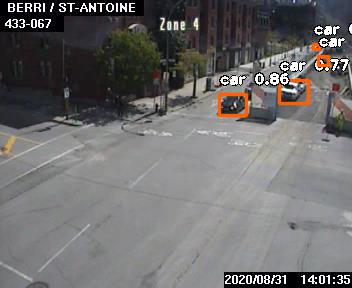 BERRI / ST-ANTOINE
433-067
Zone 4
car 0.86
car 0.77
car
car
2020/08/31 14:01:35